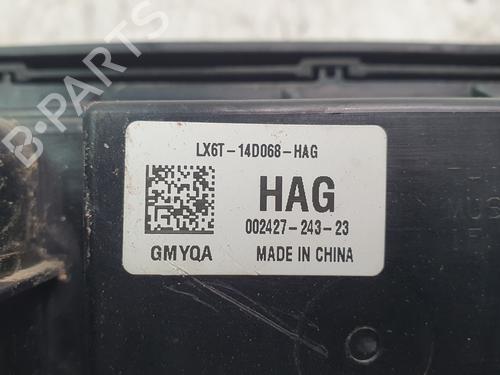 B-PARTS
LX6T-14D068-HAG
HAG
002427-243-23
GMYQA
MADE IN CHINA